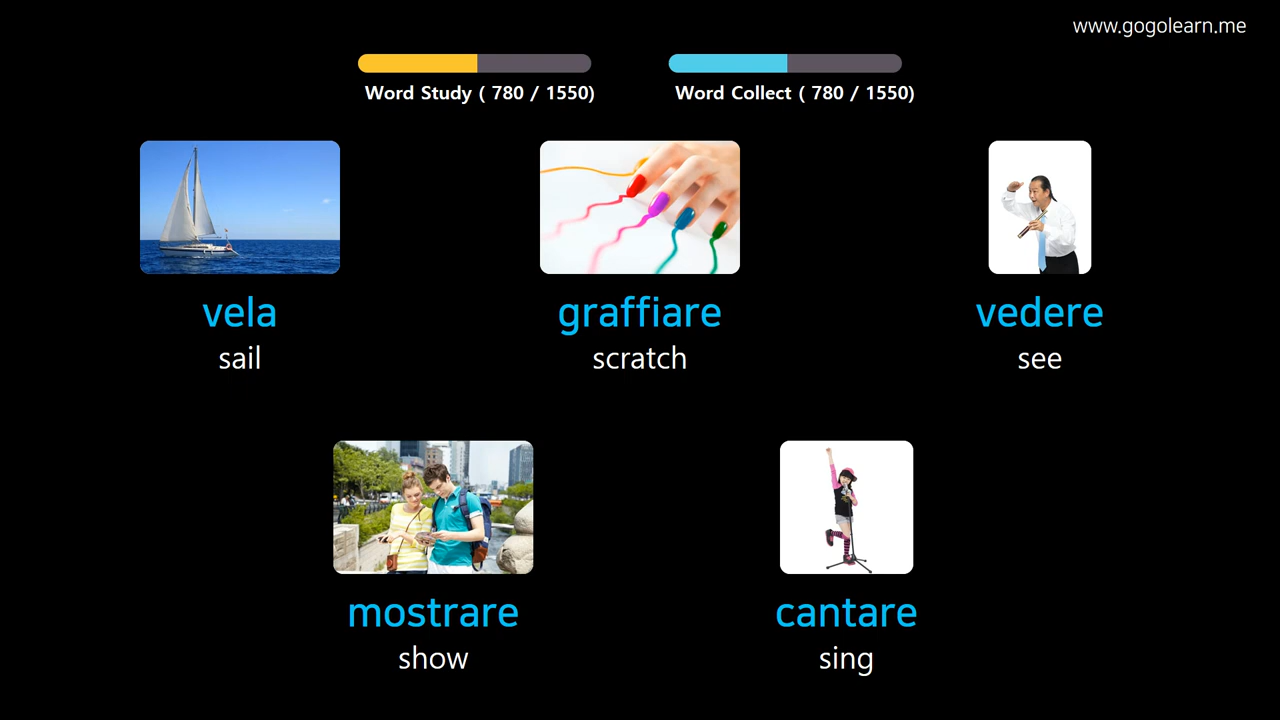 www.gogolearn.me
Word Study ( 780 / 1550)
Word Collect ( 780 / 1550)
vela
sail
graffiare
scratch
vedere
see
mostrare
show
cantare
sing